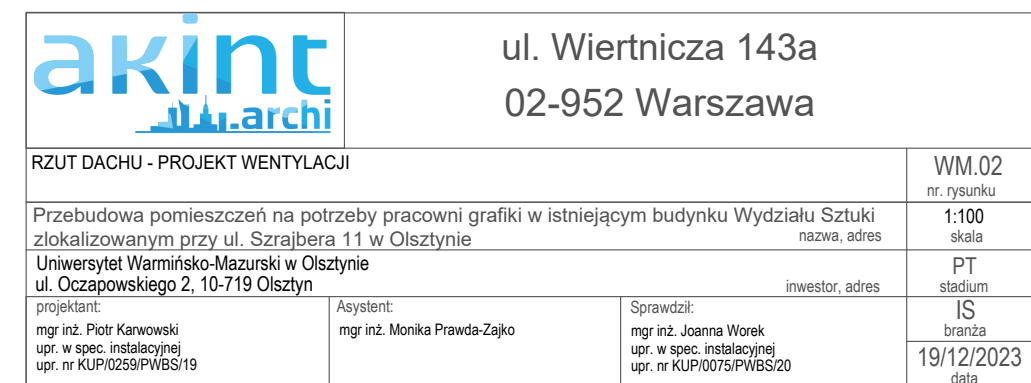 akint
.archi
ul. Wiertnicza 143a
02-952 Warszawa
RZUT DACHU - PROJEKT WENTYLACJI
WM.02
nr. rysunku
Przebudowa pomieszczeń na potrzeby pracowni grafiki w istniejącym budynku Wydziału Sztuki
zlokalizowanym przy ul. Szrajbera 11 w Olsztynie
nazwa, adres
1:100
skala
Uniwersytet Warmińsko-Mazurski w Olsztynie
ul. Oczapowskiego 2, 10-719 Olsztyn
inwestor, adres
PT
stadium
projektant:
mgr inż. Piotr Karwowski
upr. w spec. instalacyjnej
upr. nr KUP/0259/PWBS/19
Asystent:
mgr inż. Monika Prawda-Zajko
Sprawdził:
mgr inż. Joanna Worek
upr. w spec. instalacyjnej
upr. nr KUP/0075/PWBS/20
IS
branża
19/12/2023
data